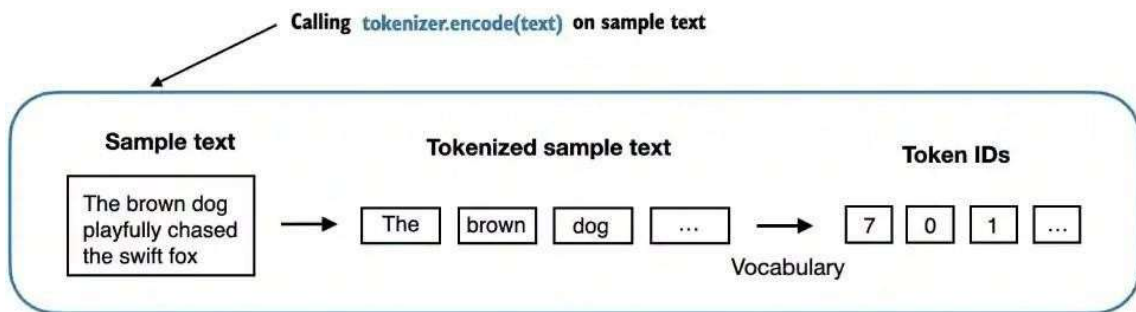 Calling tokenizer.encode(text) on sample text
Sample text
Tokenized sample text
Token IDs
The brown dog
playfully chased
the swift fox
The brown dog ...
7 0 1 ...
Vocabulary